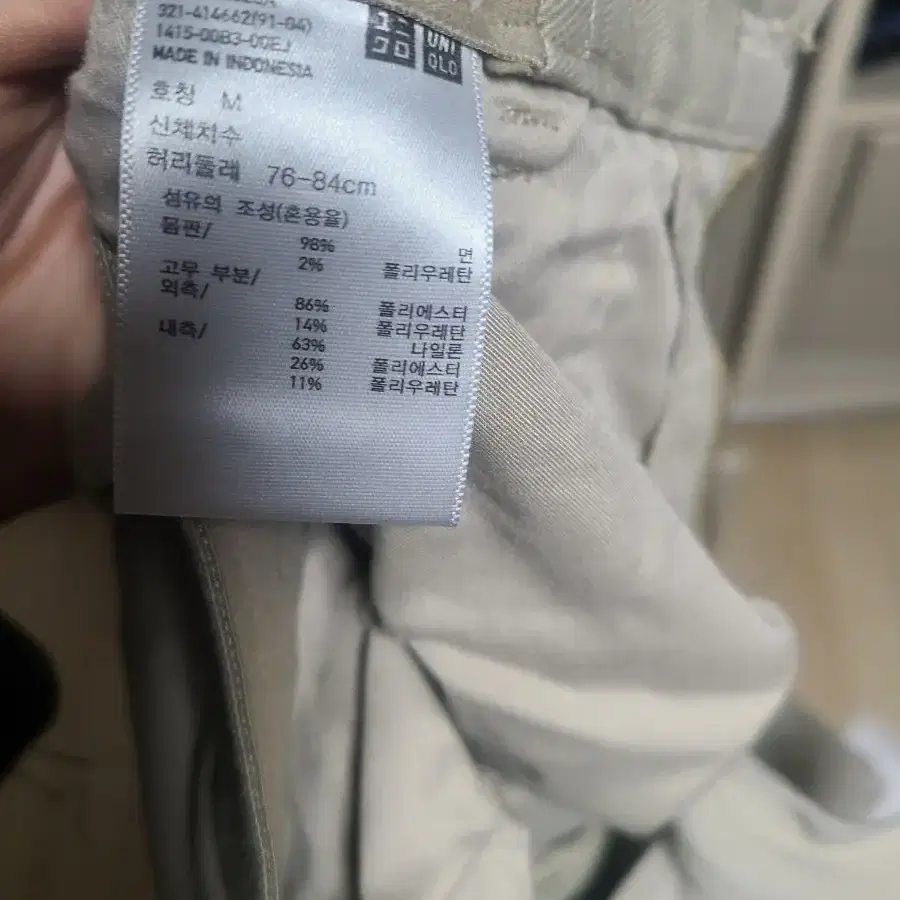 321-414662(91-04)
1415-00B3-00EJ
MADE IN INDONESIA
UNI
QLO
호칭 M
신체치수
허리둘레 76-84cm
섬유의 조성(혼용율)
몸판/
98% 면
2% 폴리우레탄
고무 부분/
외측/
86% 폴리에스터
14% 폴리우레탄
내측/
63% 나일론
26% 폴리에스터
11% 폴리우레탄